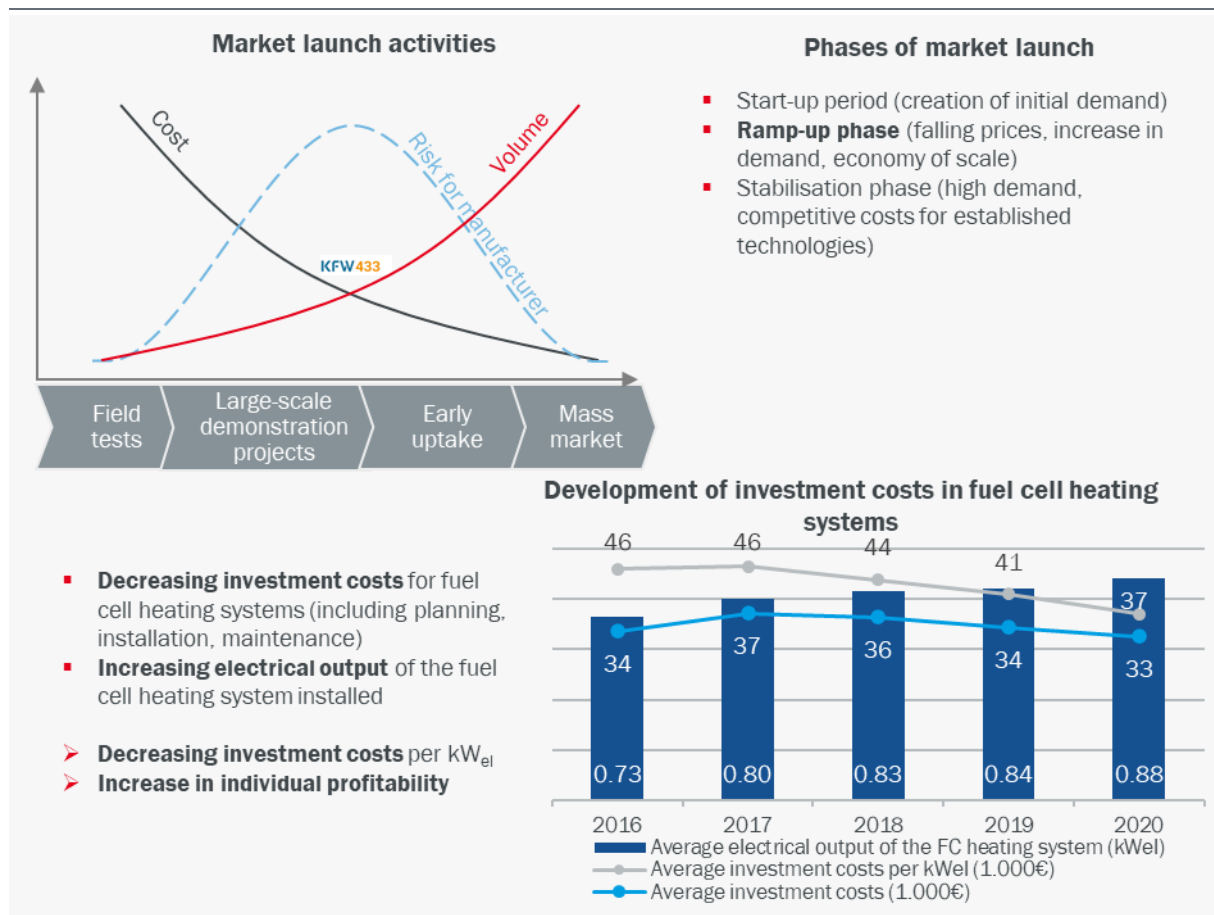 Market launch activities
Cost
Risk for manufacturer
Volume
KFW433
Field
tests
Large-scale
demonstration
projects
Early
uptake
Mass
market
Phases of market launch
Start-up period (creation of initial demand)
Ramp-up phase (falling prices, increase in
demand, economy of scale)
Stabilisation phase (high demand,
competitive costs for established
technologies)
Decreasing investment costs for fuel
cell heating systems (including planning,
installation, maintenance)
Increasing electrical output of the fuel
cell heating system installed
Decreasing investment costs per kWel
Increase in individual profitability
Development of investment costs in fuel cell heating
systems
46 46 44 41 37
34 37 36 34 33
0.73 0.80 0.83 0.84 0.88
2016 2017 2018 2019 2020
Average electrical output of the FC heating system (kWel)
Average investment costs per kWel (1.000€)
Average investment costs (1.000€)